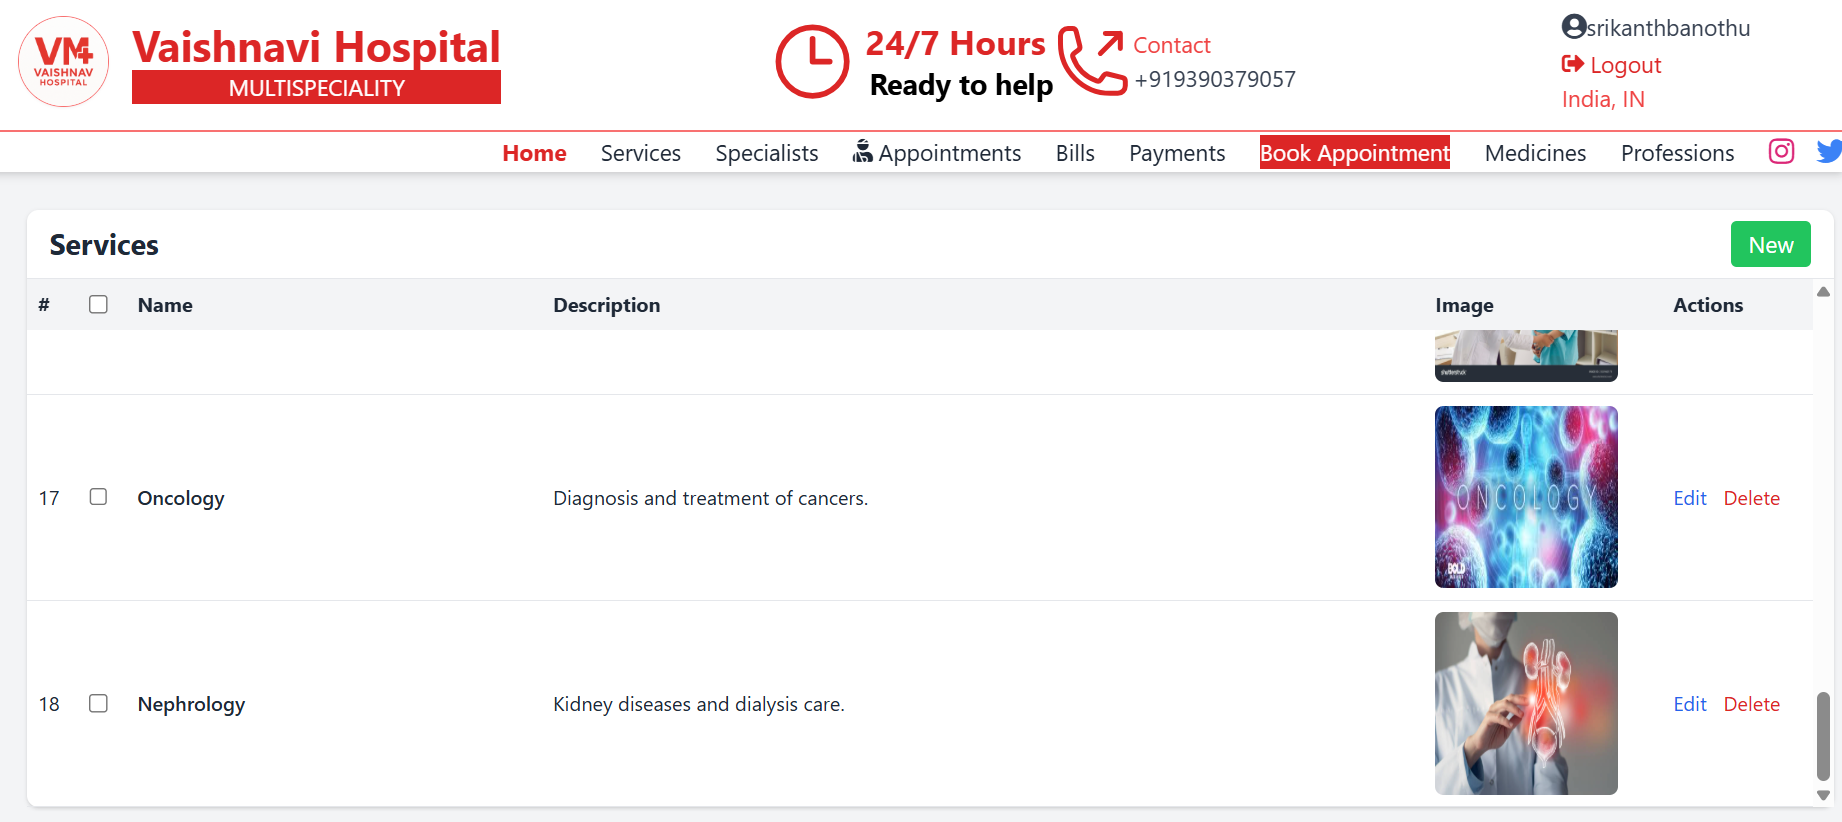 VM+
VAISHNAV
HOSPITAL
Vaishnavi Hospital
MULTISPECIALITY
24/7 Hours
Ready to help
Contact
+919390379057
srikanthbanothu
Logout
India, IN
Home Services Specialists Appointments Bills Payments Book Appointment Medicines Professions
Services
New
# Name Description Image Actions
shutterstock
17 Oncology Diagnosis and treatment of cancers. ONCOLOGY Edit Delete
BOLD
18 Nephrology Kidney diseases and dialysis care. Edit Delete